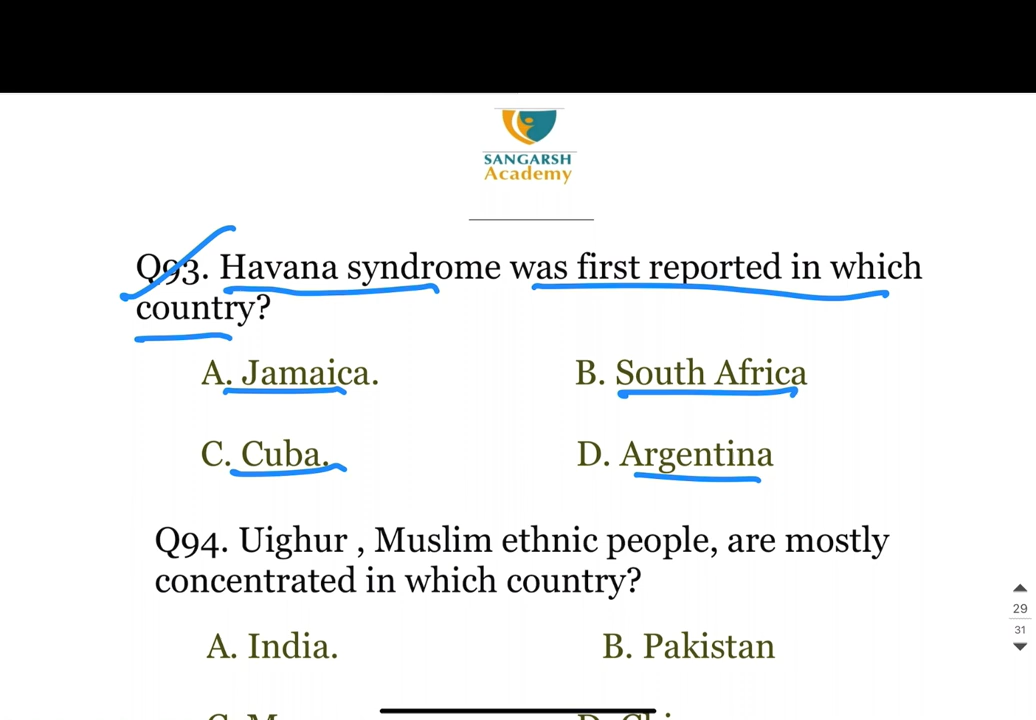 SANGARSH
Academy
Q93. Havana syndrome was first reported in which
country?
A. Jamaica. B. South Africa
C. Cuba. D. Argentina
Q94. Uighur , Muslim ethnic people, are mostly
concentrated in which country?
A. India. B. Pakistan
29
31